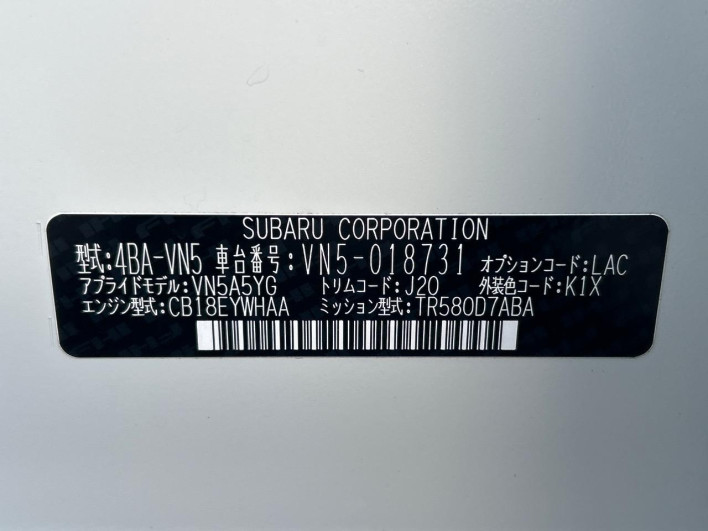 SUBARU CORPORATION
型式:4BA-VN5 車台番号:VN5-018731 オプションコード:LAC
アプライドモデル:VN5A5YG トリムコード:J20 外装色コード:K1X
エンジン型式:CB18EYWHAA ミッション型式:TR580D7ABA